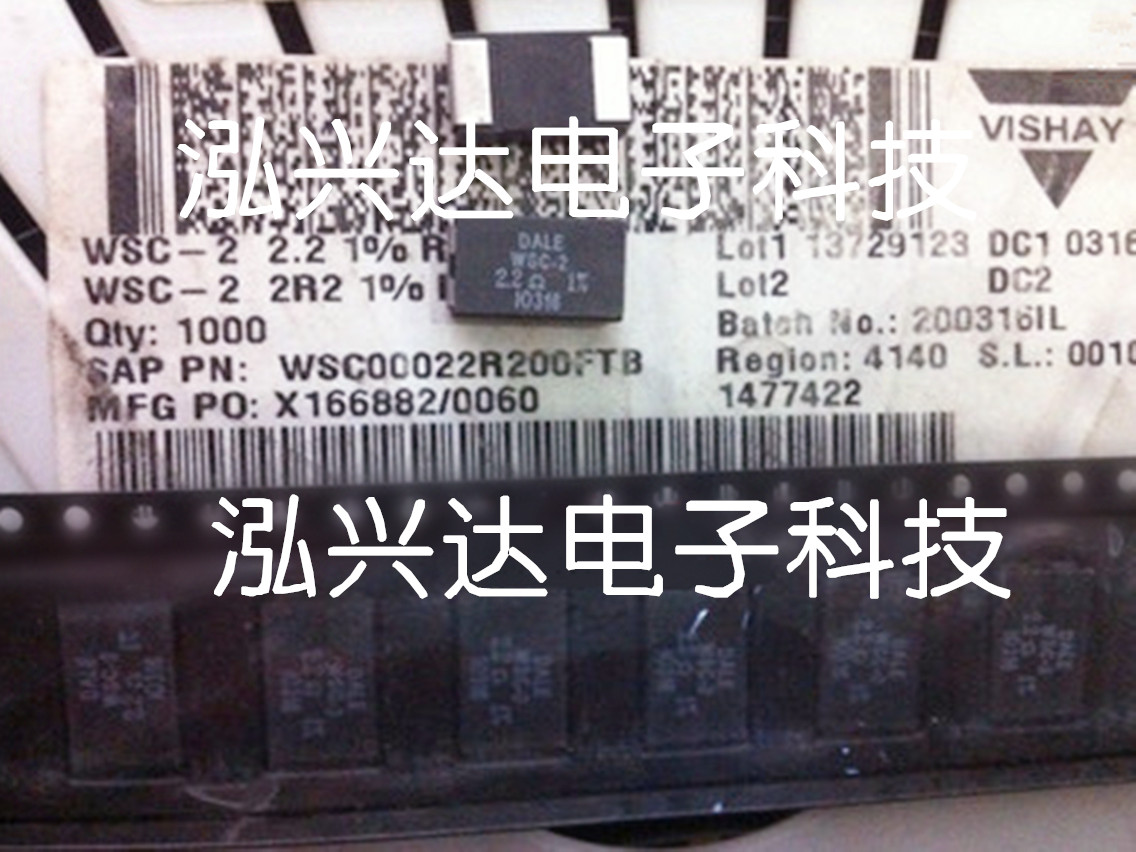 VISHAY
泓兴达电子科技
WSC-2 2.2 1% R
Lot1 13729123 DC1 0316
WSC-2 2R2 1%
Lot2 DC2
Qty: 1000
Batch No.: 200316IL
SAP PN: WSC00022R200FTB
Region: 4140 S.L.: 0010
MFG PO: X166882/0060
1477422
DALE
WSC-2
2.2Ω 1%
10316
泓兴达电子科技